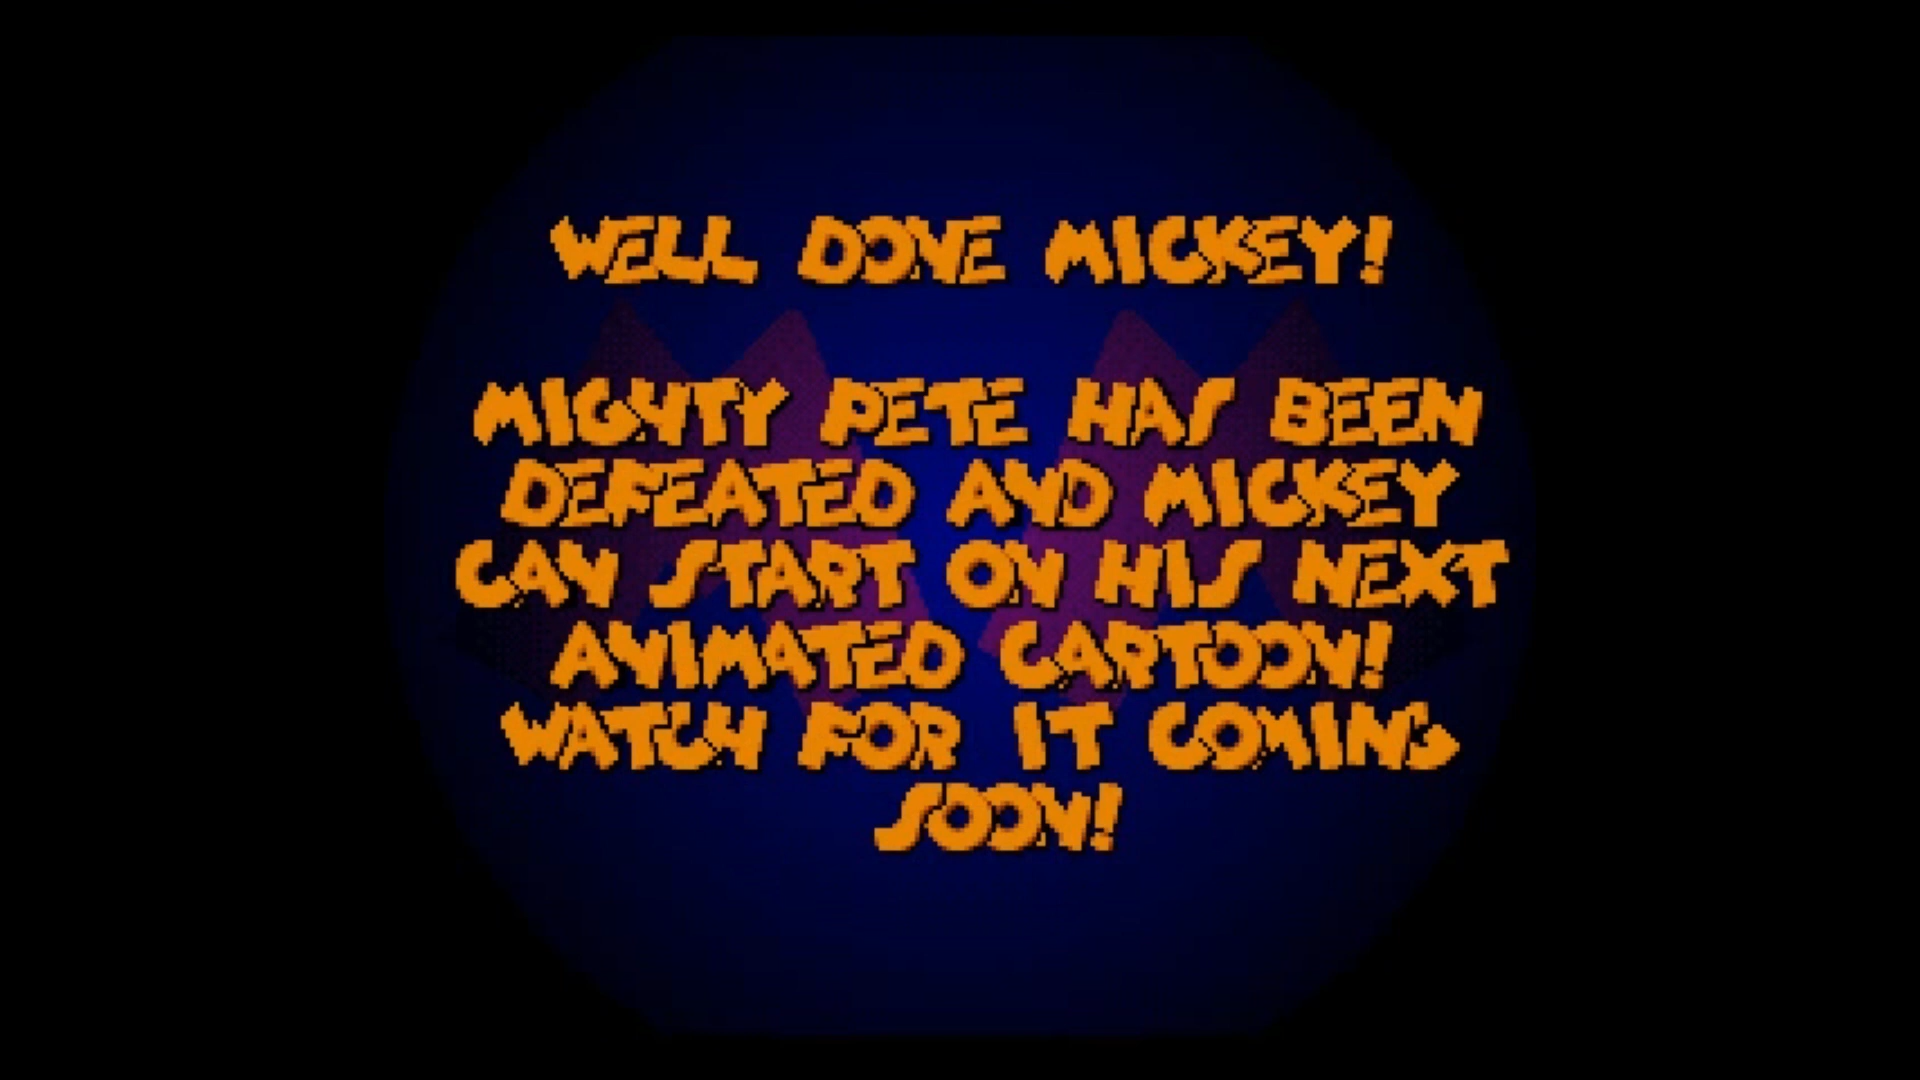 WELL DONE MICKEY!
MIGHTY PETE HAS BEEN
DEFEATED AND MICKEY
CAN START ON HIS NEXT
ANIMATED CARTOON!
WATCH FOR IT COMING
SOON!